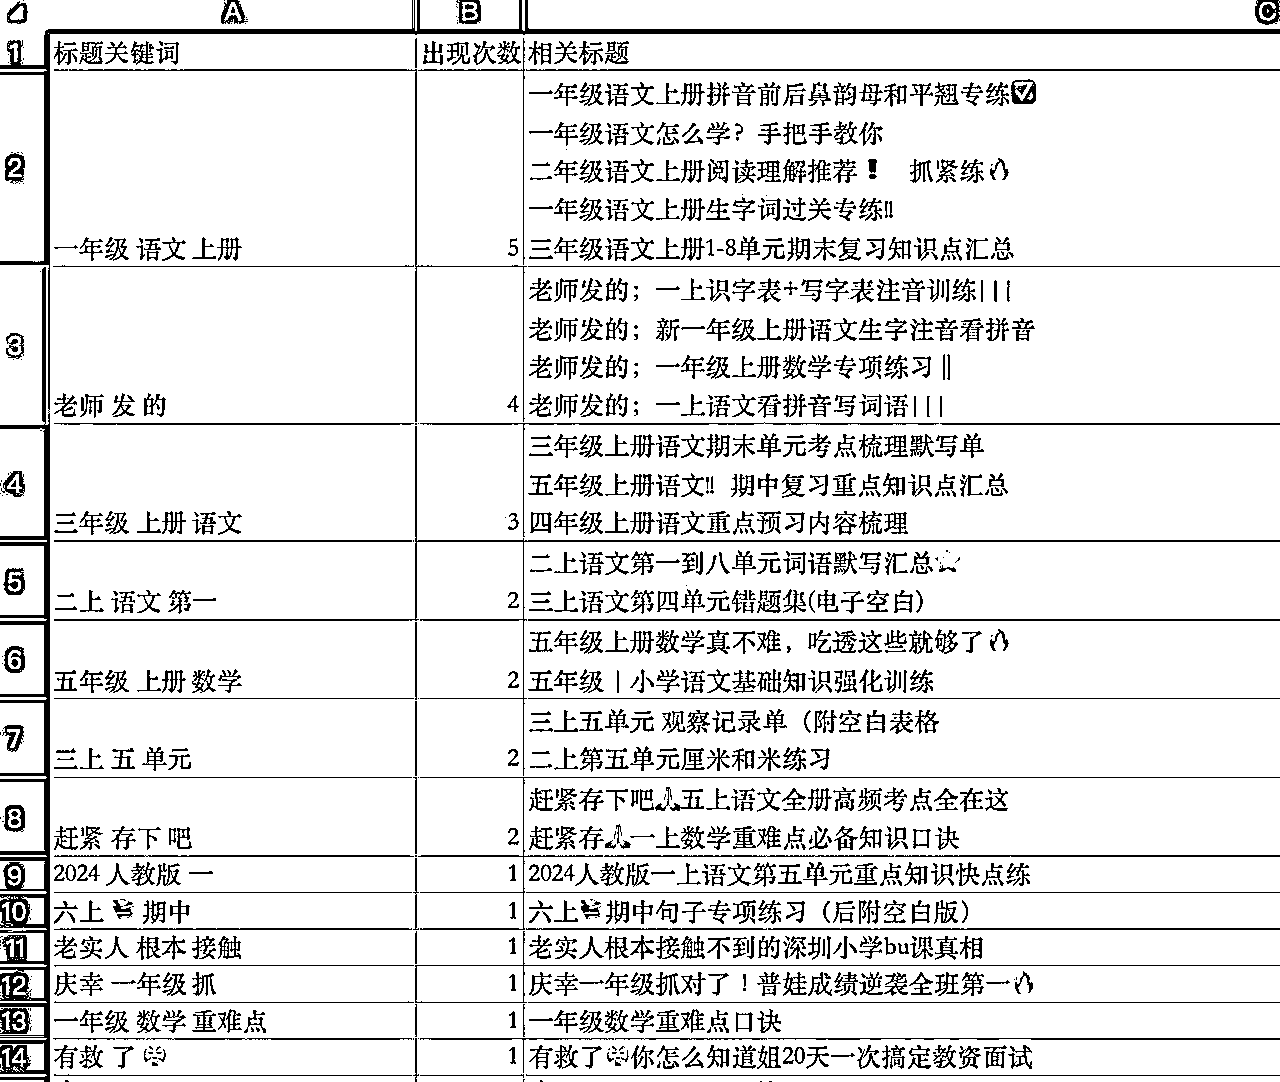 A B C
1 标题关键词 出现次数 相关标题
一年级语文上册拼音前后鼻韵母和平翘专练✅
一年级语文怎么学？手把手教你
2 二年级语文上册阅读理解推荐❗ 抓紧练🔥
一年级语文上册生字词过关专练‼
一年级 语文 上册 5 三年级语文上册1-8单元期末复习知识点汇总
老师发的；一上识字表+写字表注音训练|||
老师发的；新一年级上册语文生字注音看拼音
3 老师发的；一年级上册数学专项练习||
老师 发 的 4 老师发的；一上语文看拼音写词语|||
三年级上册语文期末单元考点梳理默写单
4 五年级上册语文‼ 期中复习重点知识点汇总
三年级 上册 语文 3 四年级上册语文重点预习内容梳理
5 二上语文第一到八单元词语默写汇总⭐
二上 语文 第一 2 三上语文第四单元错题集(电子空白)
6 五年级上册数学真不难，吃透这些就够了🔥
五年级 上册 数学 2 五年级｜小学语文基础知识强化训练
7 三上五单元 观察记录单（附空白表格
三上 五 单元 2 二上第五单元厘米和米练习
8 赶紧存下吧🙏五上语文全册高频考点全在这
赶紧 存下 吧 2 赶紧存🙏一上数学重难点必备知识口诀
9 2024 人教版 一 1 2024人教版一上语文第五单元重点知识快点练
10 六上 期中 1 六上期中句子专项练习（后附空白版）
11 老实人 根本 接触 1 老实人根本接触不到的深圳小学bu课真相
12 庆幸 一年级 抓 1 庆幸一年级抓对了！普娃成绩逆袭全班第一🔥
13 一年级 数学 重难点 1 一年级数学重难点口诀
14 有救 了 1 有救了你怎么知道姐20天一次搞定教资面试